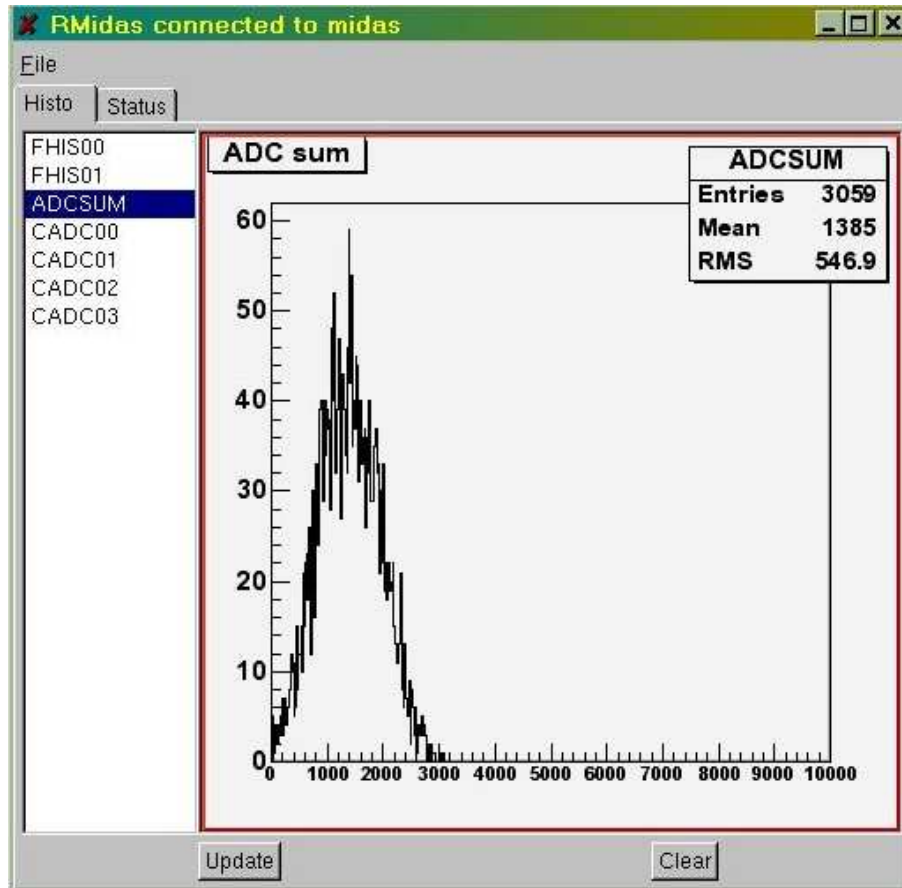 RMidas connected to midas
File
Histo Status
FHIS00
FHIS01
ADCSUM
CADC00
CADC01
CADC02
CADC03
ADC sum
ADCSUM
Entries 3059
Mean 1385
RMS 546.9
60
50
40
30
20
10
0
0 1000 2000 3000 4000 5000 6000 7000 8000 9000 10000
Update Clear